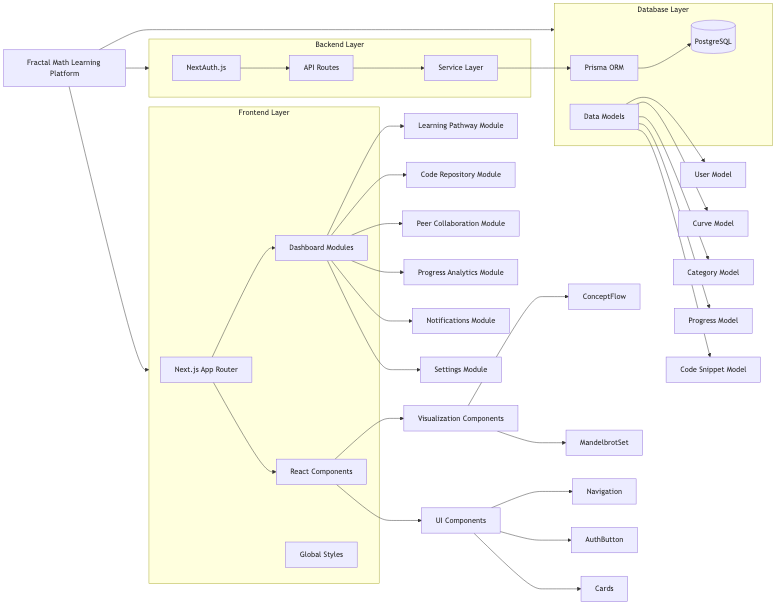 Database Layer
PostgreSQL
Backend Layer
NextAuth.js
API Routes
Service Layer
Prisma ORM
Fractal Math Learning
Platform
Data Models
Frontend Layer
Learning Pathway Module
User Model
Code Repository Module
Peer Collaboration Module
Curve Model
Dashboard Modules
Progress Analytics Module
Category Model
ConceptFlow
Notifications Module
Progress Model
Next.js App Router
Settings Module
Code Snippet Model
Visualization Components
MandelbrotSet
React Components
Navigation
UI Components
AuthButton
Global Styles
Cards